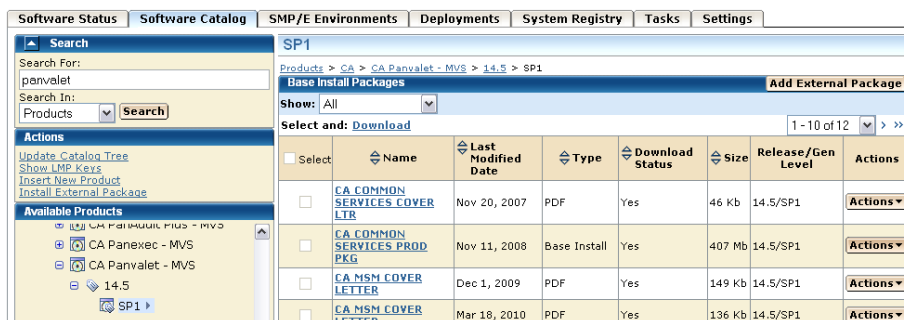 Software Status Software Catalog SMP/E Environments Deployments System Registry Tasks Settings
Search
Search For:
panvalet
Search In:
Products Search
Actions
Update Catalog Tree
Show LMP Keys
Insert New Product
Install External Package
Available Products
CA PanAudit Plus - MVS
CA Panexec - MVS
CA Panvalet - MVS
14.5
SP1
SP1
Products > CA > CA Panvalet - MVS > 14.5 > SP1
Base Install Packages Add External Package
Show: All
Select and: Download 1 - 10 of 12 > >>
Select Name Last Modified Date Type Download Status Size Release/Gen Level Actions
CA COMMON SERVICES COVER LTR Nov 20, 2007 PDF Yes 46 Kb 14.5/SP1 Actions
CA COMMON SERVICES PROD PKG Nov 11, 2008 Base Install Yes 407 Mb 14.5/SP1 Actions
CA MSM COVER LETTER Dec 1, 2009 PDF Yes 149 Kb 14.5/SP1 Actions
CA MSM COVER LETTER Mar 18, 2010 PDF Yes 136 Kb 14.5/SP1 Actions